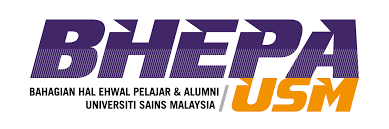 BHEPA
BAHAGIAN HAL EHWAL PELAJAR & ALUMNI
UNIVERSITI SAINS MALAYSIA / USM